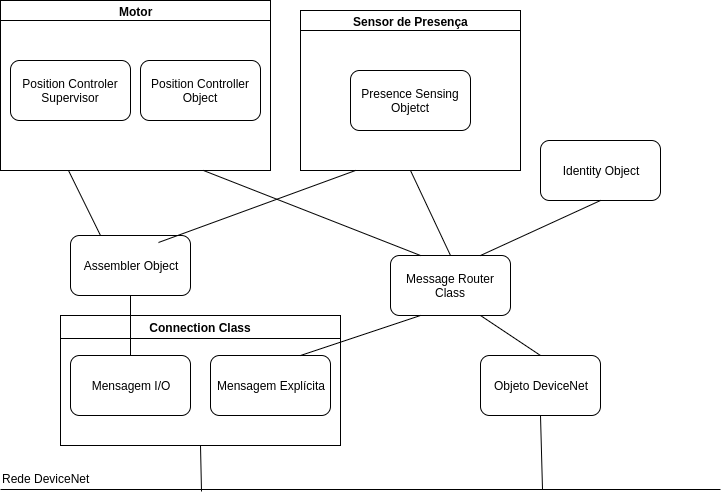 Motor
Sensor de Presença
Position Controler
Supervisor
Position Controller
Object
Presence Sensing
Objetct
Identity Object
Assembler Object
Message Router
Class
Connection Class
Mensagem I/O
Mensagem Explícita
Objeto DeviceNet
Rede DeviceNet